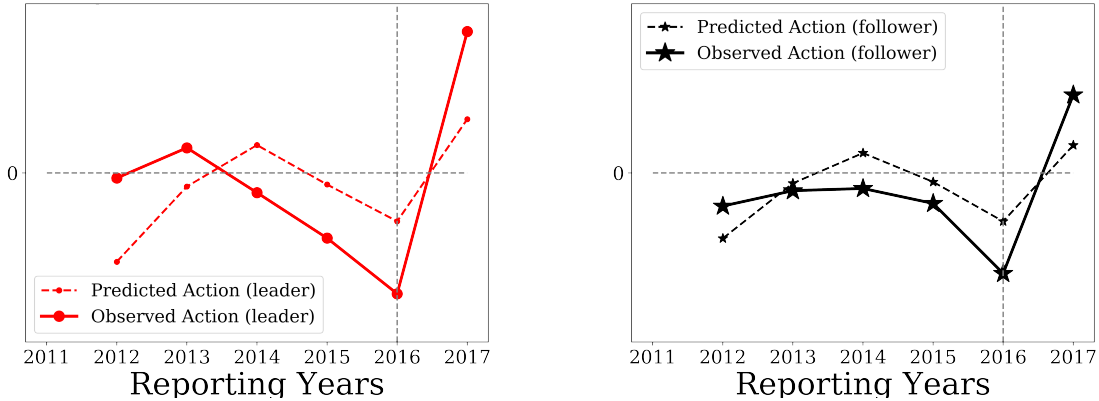 0
Predicted Action (leader)
Observed Action (leader)
2011 2012 2013 2014 2015 2016 2017
Reporting Years
Predicted Action (follower)
Observed Action (follower)
0
2011 2012 2013 2014 2015 2016 2017
Reporting Years